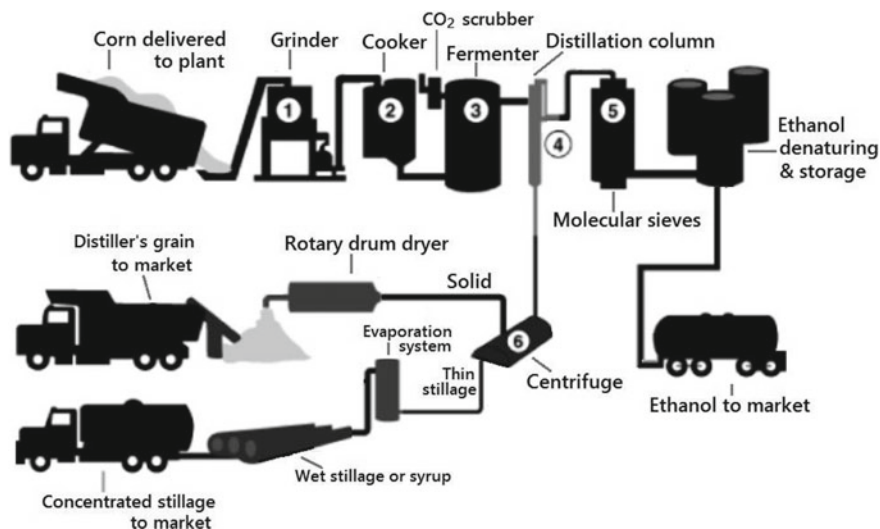 Corn delivered
to plant
Grinder
Cooker
CO₂ scrubber
Fermenter
Distillation column
1
2
3
4
5
Ethanol
denaturing
& storage
Molecular sieves
Distiller's grain
to market
Rotary drum dryer
Solid
Evaporation
system
6
Thin
stillage
Centrifuge
Ethanol to market
Wet stillage or syrup
Concentrated stillage
to market